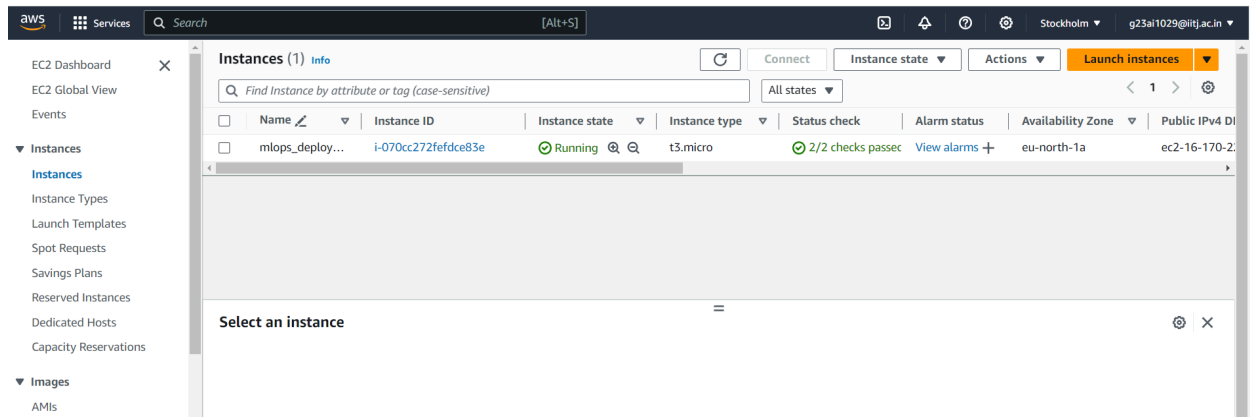 aws Services Search [Alt+S] Stockholm ▼ g23ai1029@iitj.ac.in ▼
EC2 Dashboard
EC2 Global View
Events
Instances
Instances
Instance Types
Launch Templates
Spot Requests
Savings Plans
Reserved Instances
Dedicated Hosts
Capacity Reservations
Images
AMIs
Instances (1) Info Connect Instance state ▼ Actions ▼ Launch instances ▼
Find Instance by attribute or tag (case-sensitive) All states ▼ < 1 >
Name Instance ID Instance state Instance type Status check Alarm status Availability Zone Public IPv4 D
mlops_deploy... i-070cc272fefdce83e Running t3.micro 2/2 checks passec View alarms + eu-north-1a ec2-16-170-2
Select an instance